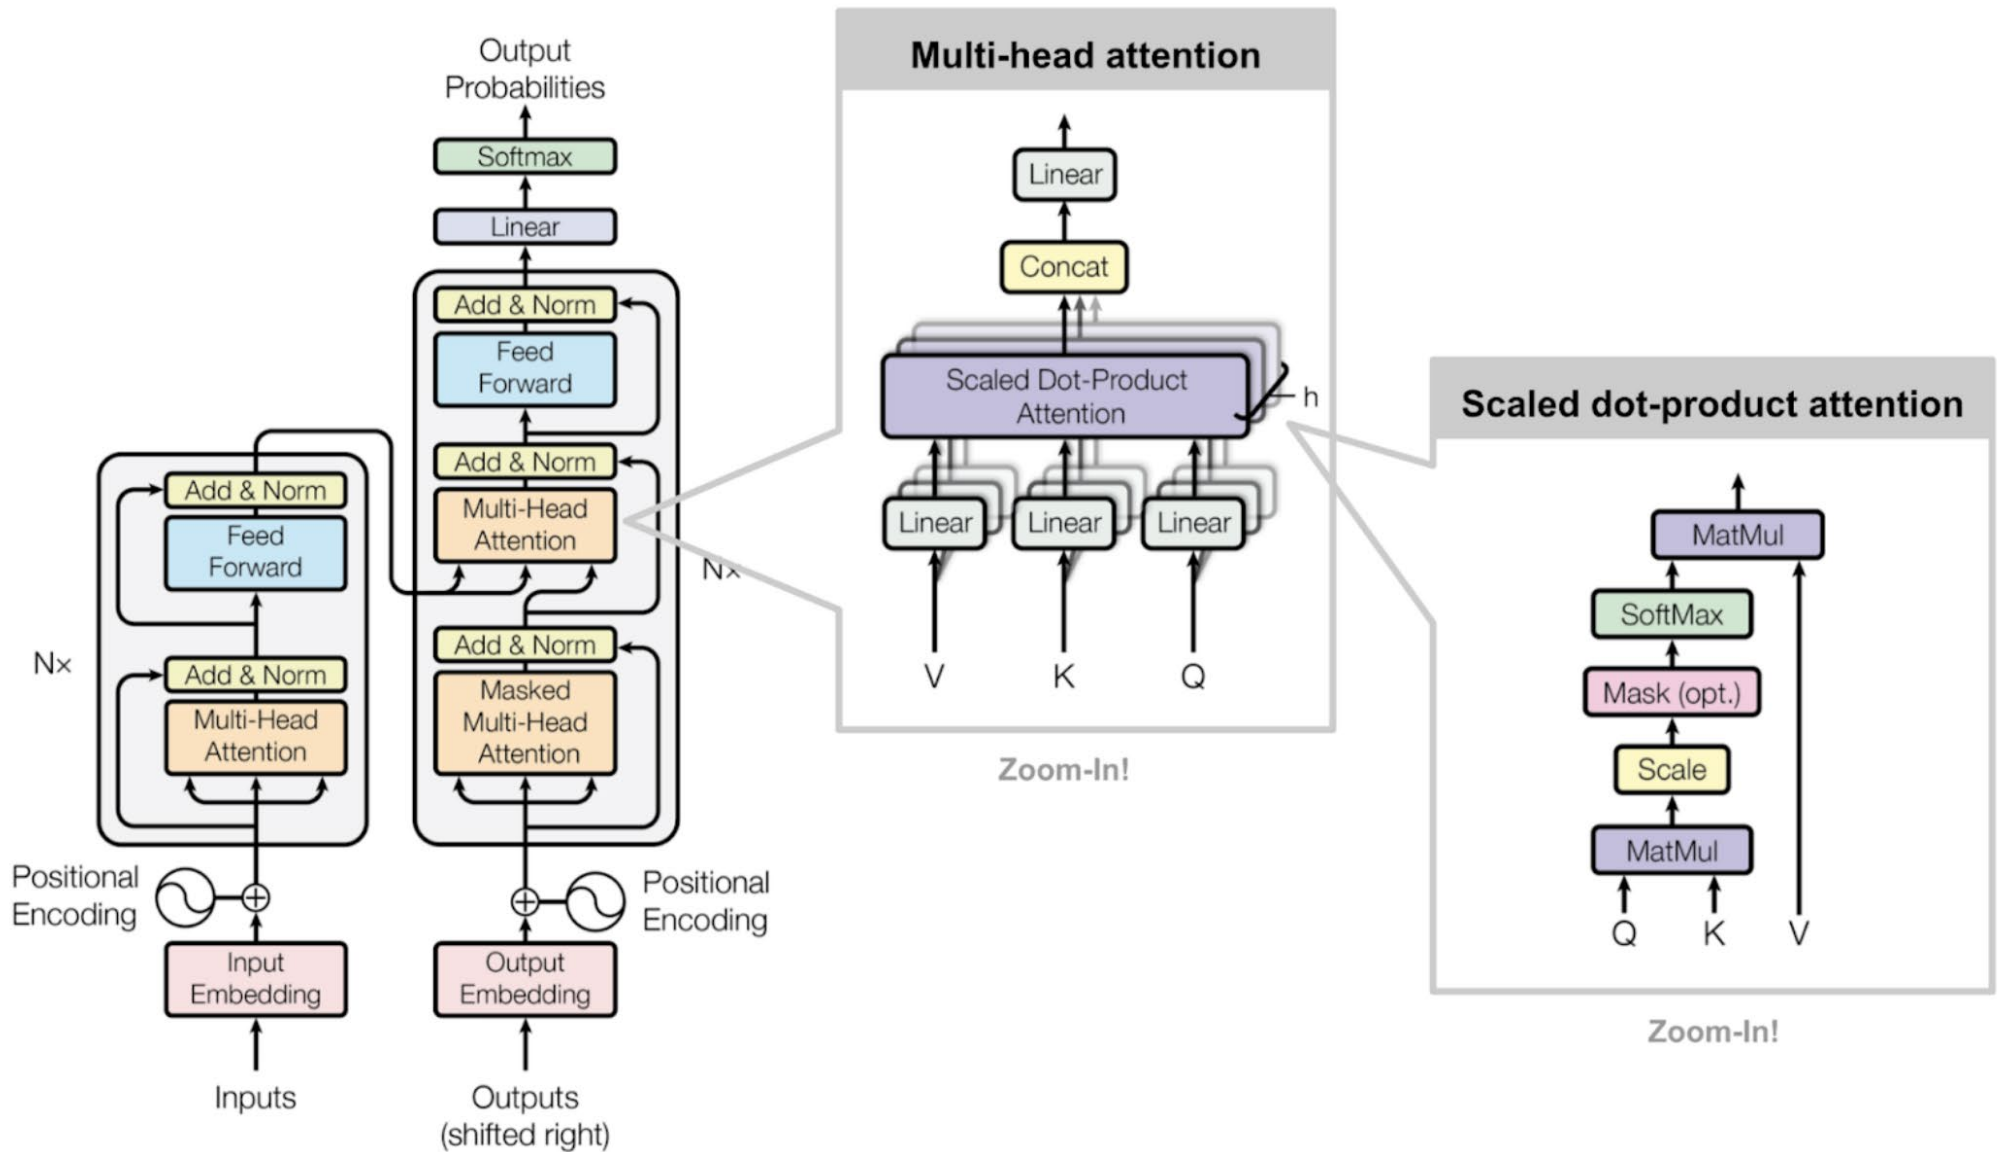 Output
Probabilities
Softmax
Linear
Add & Norm
Feed
Forward
Add & Norm
Multi-Head
Attention
Nx
Add & Norm
Masked
Multi-Head
Attention
Positional
Encoding
Output
Embedding
Outputs
(shifted right)
Add & Norm
Feed
Forward
Nx
Add & Norm
Multi-Head
Attention
Positional
Encoding
Input
Embedding
Inputs
Multi-head attention
Linear
Concat
Scaled Dot-Product
Attention
h
Linear
Linear
Linear
V
K
Q
Zoom-In!
Scaled dot-product attention
MatMul
SoftMax
Mask (opt.)
Scale
MatMul
Q
K
V
Zoom-In!